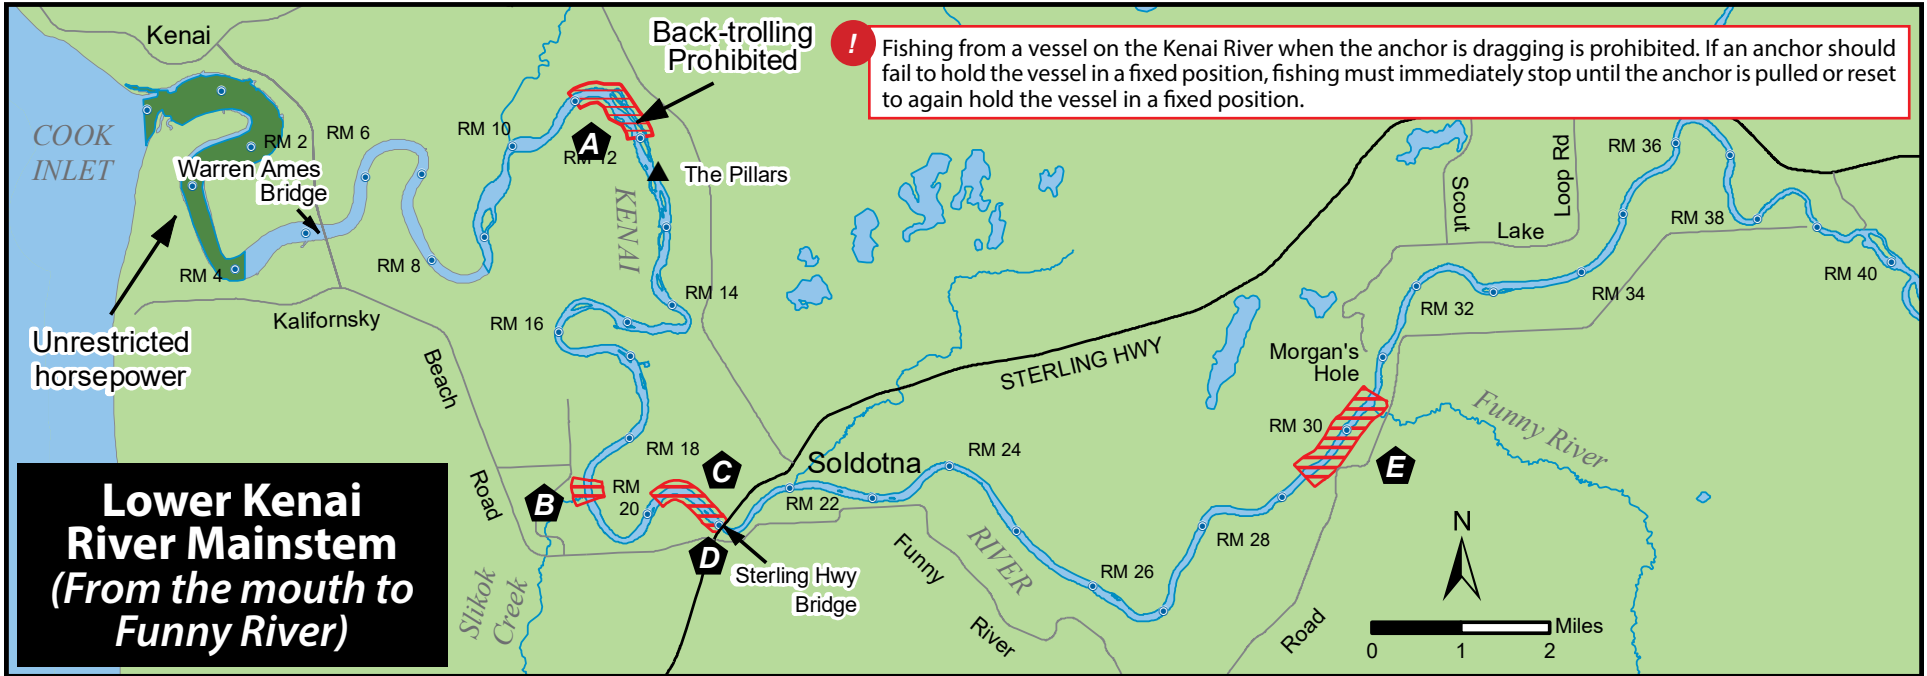 Kenai
Back-trolling
Prohibited
!
Fishing from a vessel on the Kenai River when the anchor is dragging is prohibited. If an anchor should
fail to hold the vessel in a fixed position, fishing must immediately stop until the anchor is pulled or reset
to again hold the vessel in a fixed position.
COOK
INLET
RM 2
RM 6
RM 10
A
RM 12
Warren Ames
Bridge
The Pillars
KENAI
RM 4
RM 8
RM 14
RM 16
Kalifornsky
Beach
Road
Unrestricted
horsepower
RM 36
Scout
Lake
Loop Rd
RM 38
RM 40
RM 34
RM 32
STERLING HWY
Morgan's
Hole
RM 30
Funny River
E
RM 18
C
Soldotna
RM 24
B
RM
20
RM 22
D
Sterling Hwy
Bridge
Funny
River
Road
RIVER
RM 28
RM 26
Slikok
Creek
Lower Kenai
River Mainstem
(From the mouth to
Funny River)
N
Miles
0 1 2